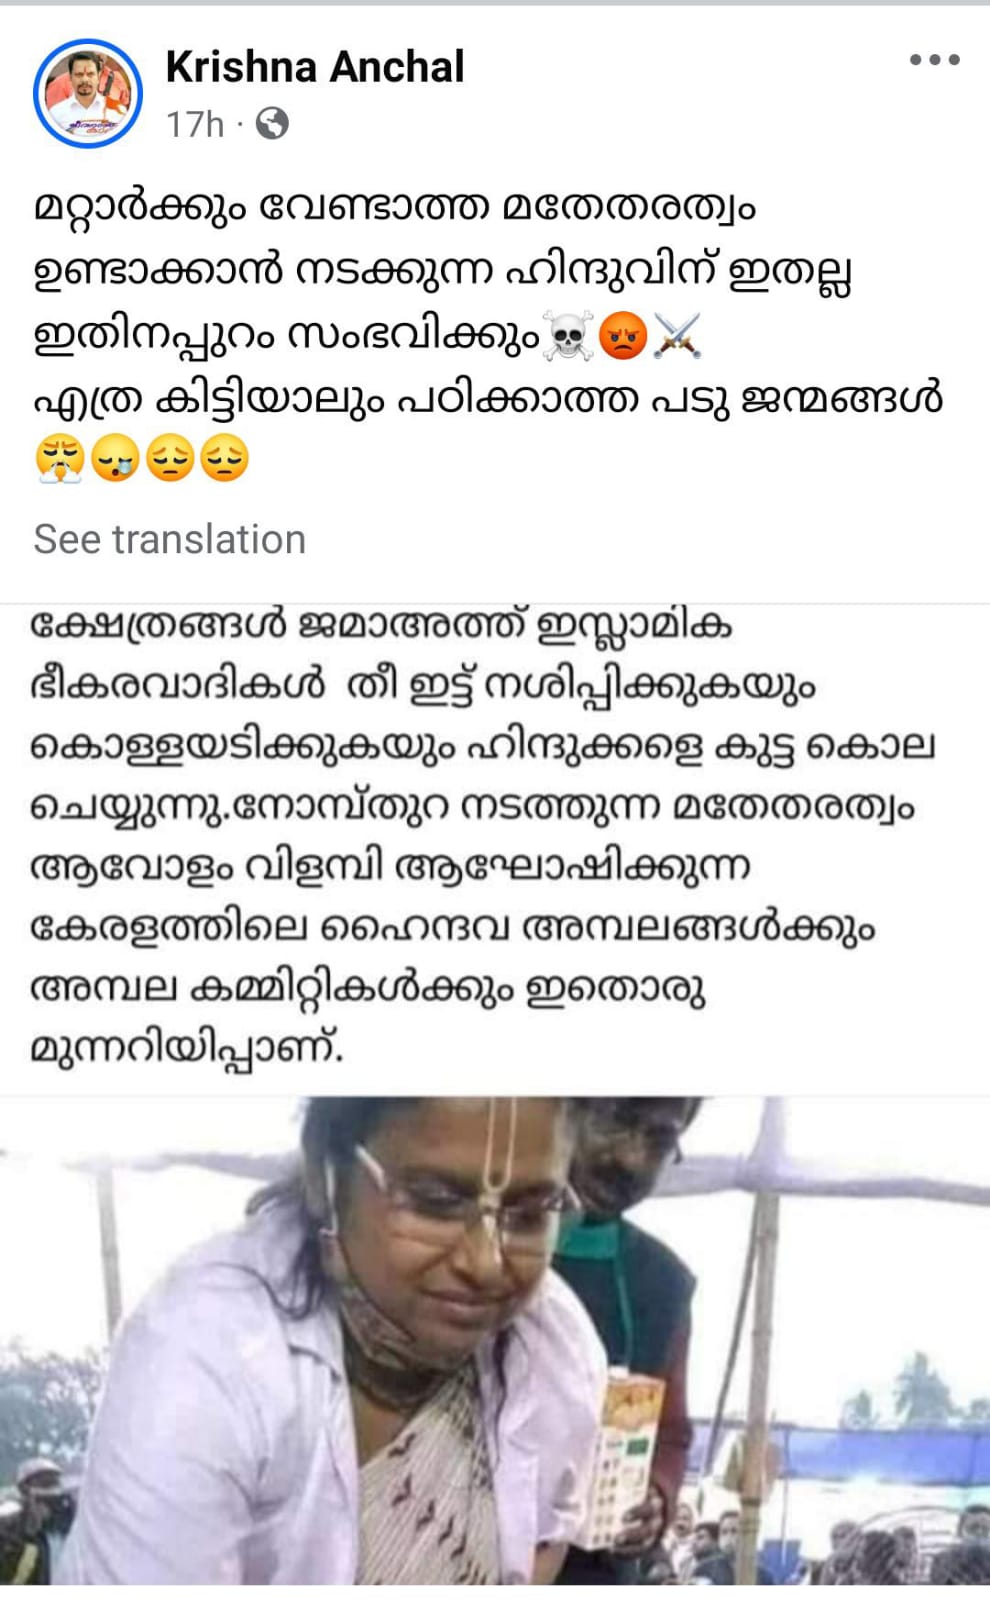 Krishna Anchal
17h ·
മറ്റാർക്കും വേണ്ടാത്ത മതേതരത്വം
ഉണ്ടാക്കാൻ നടക്കുന്ന ഹിന്ദുവിന് ഇതല്ല
ഇതിനപ്പുറം സംഭവിക്കും☠️😡⚔️
എത്ര കിട്ടിയാലും പഠിക്കാത്ത പടു ജന്മങ്ങൾ
😤😪😔😔
See translation
ക്ഷേത്രങ്ങൾ ജമാഅത്ത് ഇസ്ലാമിക
ഭീകരവാദികൾ തീ ഇട്ട് നശിപ്പിക്കുകയും
കൊള്ളയടിക്കുകയും ഹിന്ദുക്കളെ കുട്ട കൊല
ചെയ്യുന്നു.നോമ്പ്തുറ നടത്തുന്ന മതേതരത്വം
ആവോളം വിളമ്പി ആഘോഷിക്കുന്ന
കേരളത്തിലെ ഹൈന്ദവ അമ്പലങ്ങൾക്കും
അമ്പല കമ്മിറ്റികൾക്കും ഇതൊരു
മുന്നറിയിപ്പാണ്.